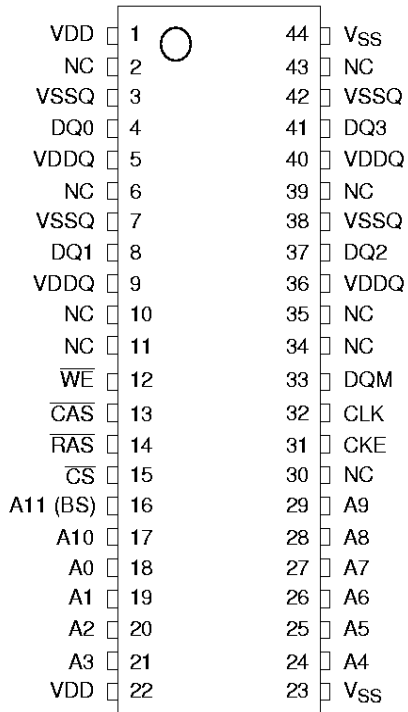 VDD 1 44 VSS
NC 2 43 NC
VSSQ 3 42 VSSQ
DQ0 4 41 DQ3
VDDQ 5 40 VDDQ
NC 6 39 NC
VSSQ 7 38 VSSQ
DQ1 8 37 DQ2
VDDQ 9 36 VDDQ
NC 10 35 NC
NC 11 34 NC
W̅E̅ 12 33 DQM
C̅A̅S̅ 13 32 CLK
R̅A̅S̅ 14 31 CKE
C̅S̅ 15 30 NC
A11 (BS) 16 29 A9
A10 17 28 A8
A0 18 27 A7
A1 19 26 A6
A2 20 25 A5
A3 21 24 A4
VDD 22 23 VSS